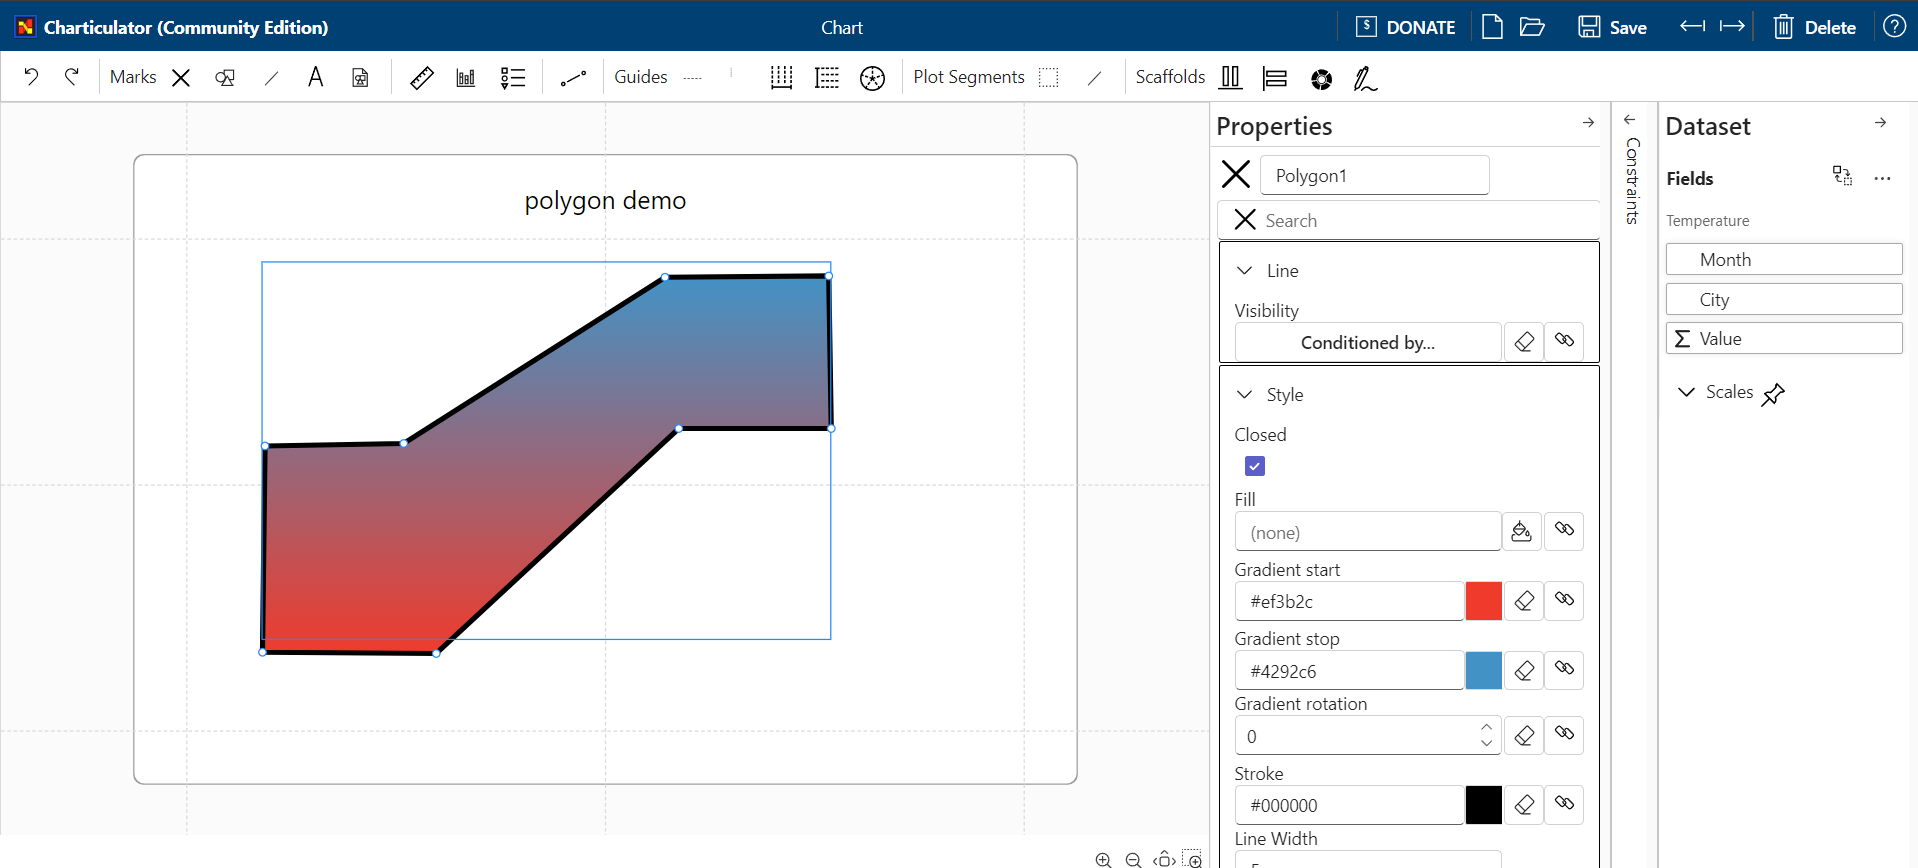 Charticulator (Community Edition)
Chart
DONATE
Save
Delete
Marks
Guides
Plot Segments
Scaffolds
polygon demo
Properties
Polygon1
Search
Line
Visibility
Conditioned by...
Style
Closed
Fill
(none)
Gradient start
#ef3b2c
Gradient stop
#4292c6
Gradient rotation
0
Stroke
#000000
Line Width
Constraints
Dataset
Fields
Temperature
Month
City
Σ Value
Scales